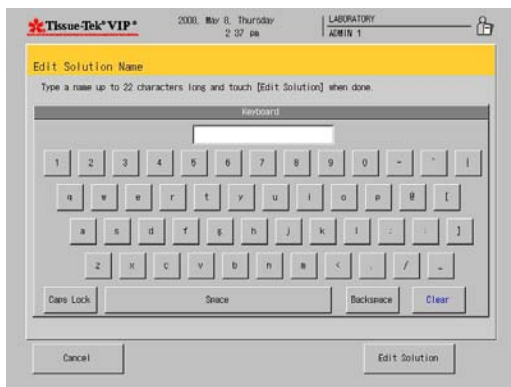 Tissue-Tek® VIP®
2008, May 8, Thursday
2 37 pm
LABORATORY
ADMIN 1
Edit Solution Name
Type a name up to 22 characters long and touch [Edit Solution] when done.
Keyboard
1 2 3 4 5 6 7 8 9 0 -
q w e r t y u i o p @ [
a s d f g h j k l ; : ]
z x c v b n m < . / _
Caps Lock Space Backspace Clear
Cancel Edit Solution